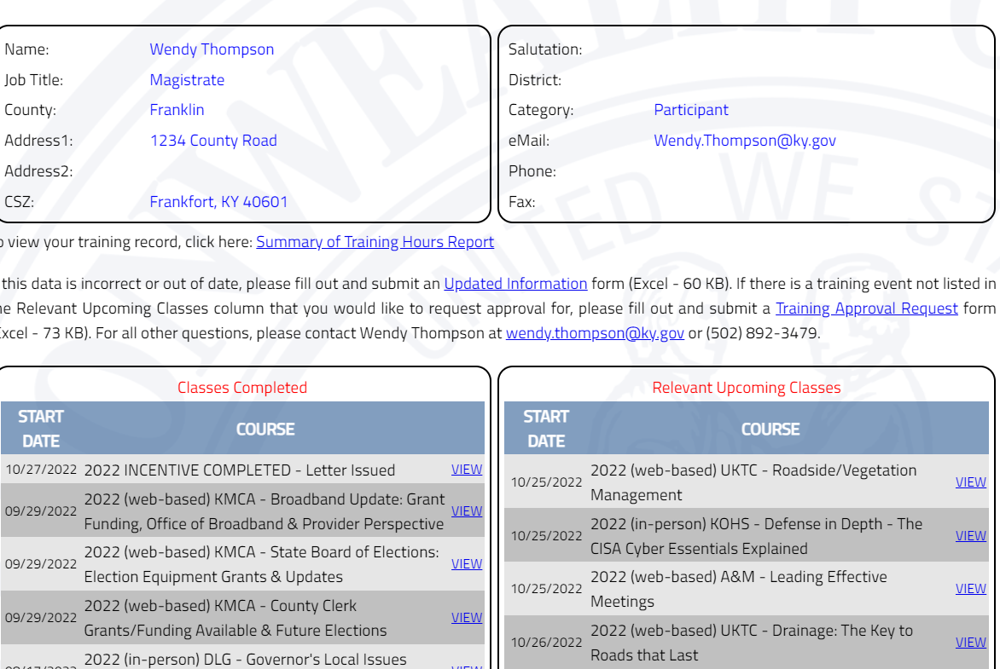 Name: Wendy Thompson
Job Title: Magistrate
County: Franklin
Address1: 1234 County Road
Address2:
CSZ: Frankfort, KY 40601
Salutation:
District:
Category: Participant
eMail: Wendy.Thompson@ky.gov
Phone:
Fax:
view your training record, click here: Summary of Training Hours Report
this data is incorrect or out of date, please fill out and submit an Updated Information form (Excel - 60 KB). If there is a training event not listed in
Relevant Upcoming Classes column that you would like to request approval for, please fill out and submit a Training Approval Request form
- 73 KB). For all other questions, please contact Wendy Thompson at wendy.thompson@ky.gov or (502) 892-3479.
Classes Completed
START DATE COURSE
10/27/2022 2022 INCENTIVE COMPLETED - Letter Issued VIEW
2022 (web-based) KMCA - Broadband Update: Grant
09/29/2022 Funding, Office of Broadband & Provider Perspective VIEW
2022 (web-based) KMCA - State Board of Elections:
09/29/2022 Election Equipment Grants & Updates VIEW
2022 (web-based) KMCA - County Clerk
09/29/2022 Grants/Funding Available & Future Elections VIEW
2022 (in-person) DLG - Governor's Local Issues
Relevant Upcoming Classes
START DATE COURSE
2022 (web-based) UKTC - Roadside/Vegetation
10/25/2022 Management VIEW
2022 (in-person) KOHS - Defense in Depth - The
10/25/2022 CISA Cyber Essentials Explained VIEW
2022 (web-based) A&M - Leading Effective
10/25/2022 Meetings VIEW
2022 (web-based) UKTC - Drainage: The Key to
10/26/2022 Roads that Last VIEW
UNITED WE